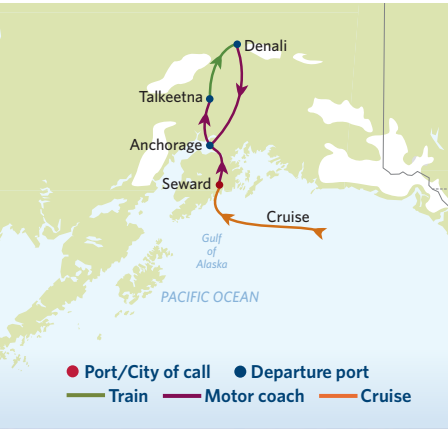 Denali
Talkeetna
Anchorage
Seward
Cruise
Gulf
of
Alaska
PACIFIC OCEAN
Port/City of call Departure port
Train Motor coach Cruise